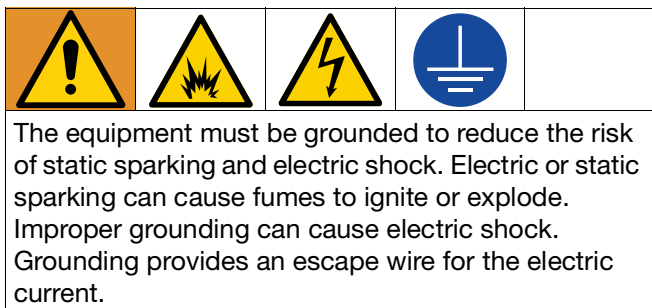 The equipment must be grounded to reduce the risk
of static sparking and electric shock. Electric or static
sparking can cause fumes to ignite or explode.
Improper grounding can cause electric shock.
Grounding provides an escape wire for the electric
current.